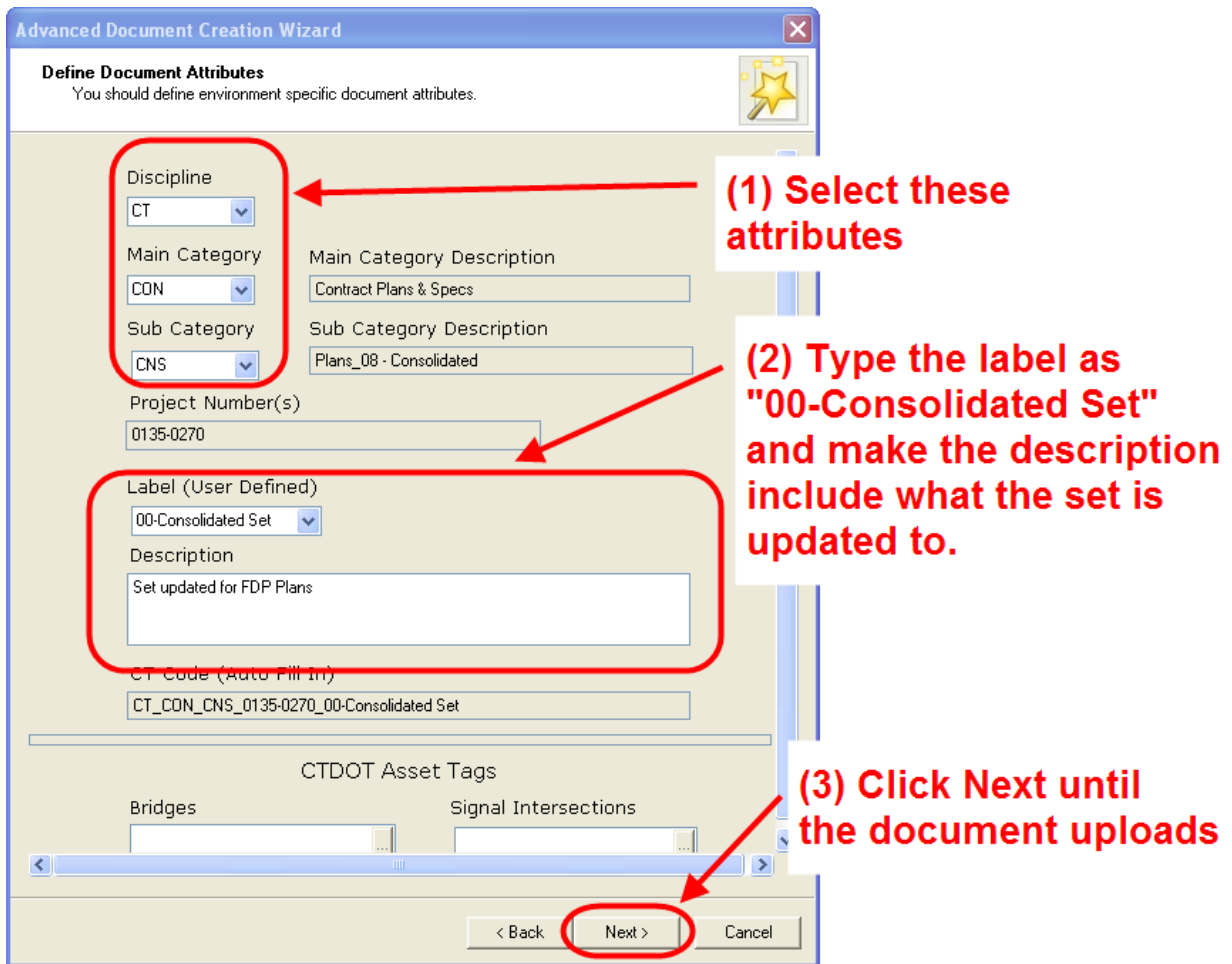 Advanced Document Creation Wizard
Define Document Attributes
You should define environment specific document attributes.
Discipline
CT
Main Category
Main Category Description
CON
Contract Plans & Specs
Sub Category
Sub Category Description
CNS
Plans_08 - Consolidated
Project Number(s)
0135-0270
Label (User Defined)
00-Consolidated Set
Description
Set updated for FDP Plans
CT Code (Auto Fill In)
CT_CON_CNS_0135-0270_00-Consolidated Set
CTDOT Asset Tags
Bridges
Signal Intersections
...
...
< Back
Next >
Cancel
(1) Select these
attributes
(2) Type the label as
"00-Consolidated Set"
and make the description
include what the set is
updated to.
(3) Click Next until
the document uploads